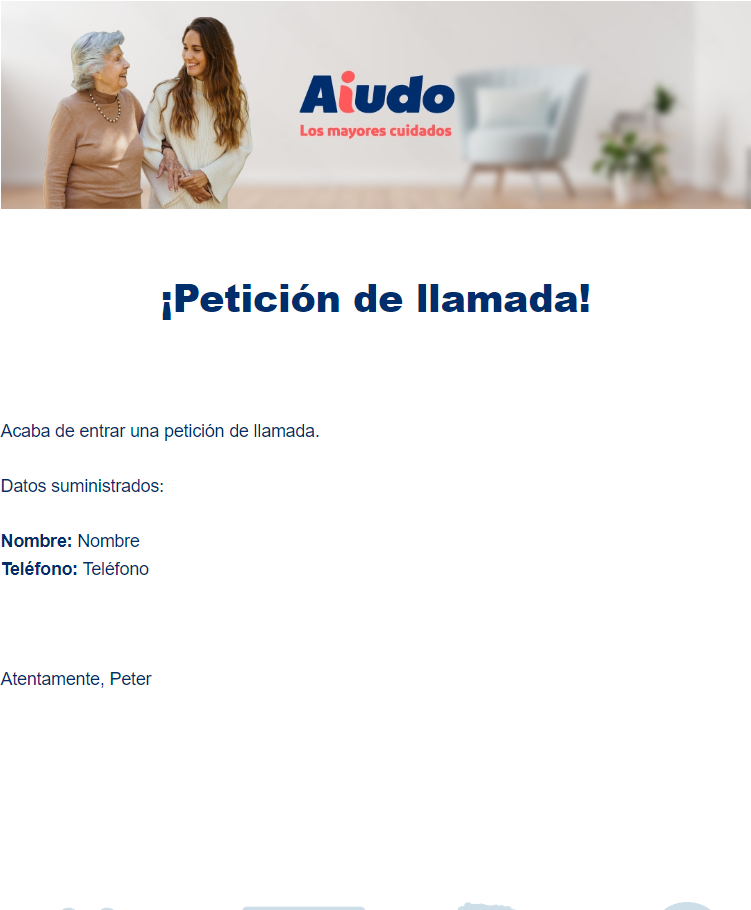 Aiudo
Los mayores cuidados
¡Petición de llamada!
Acaba de entrar una petición de llamada.
Datos suministrados:
Nombre: Nombre
Teléfono: Teléfono
Atentamente, Peter